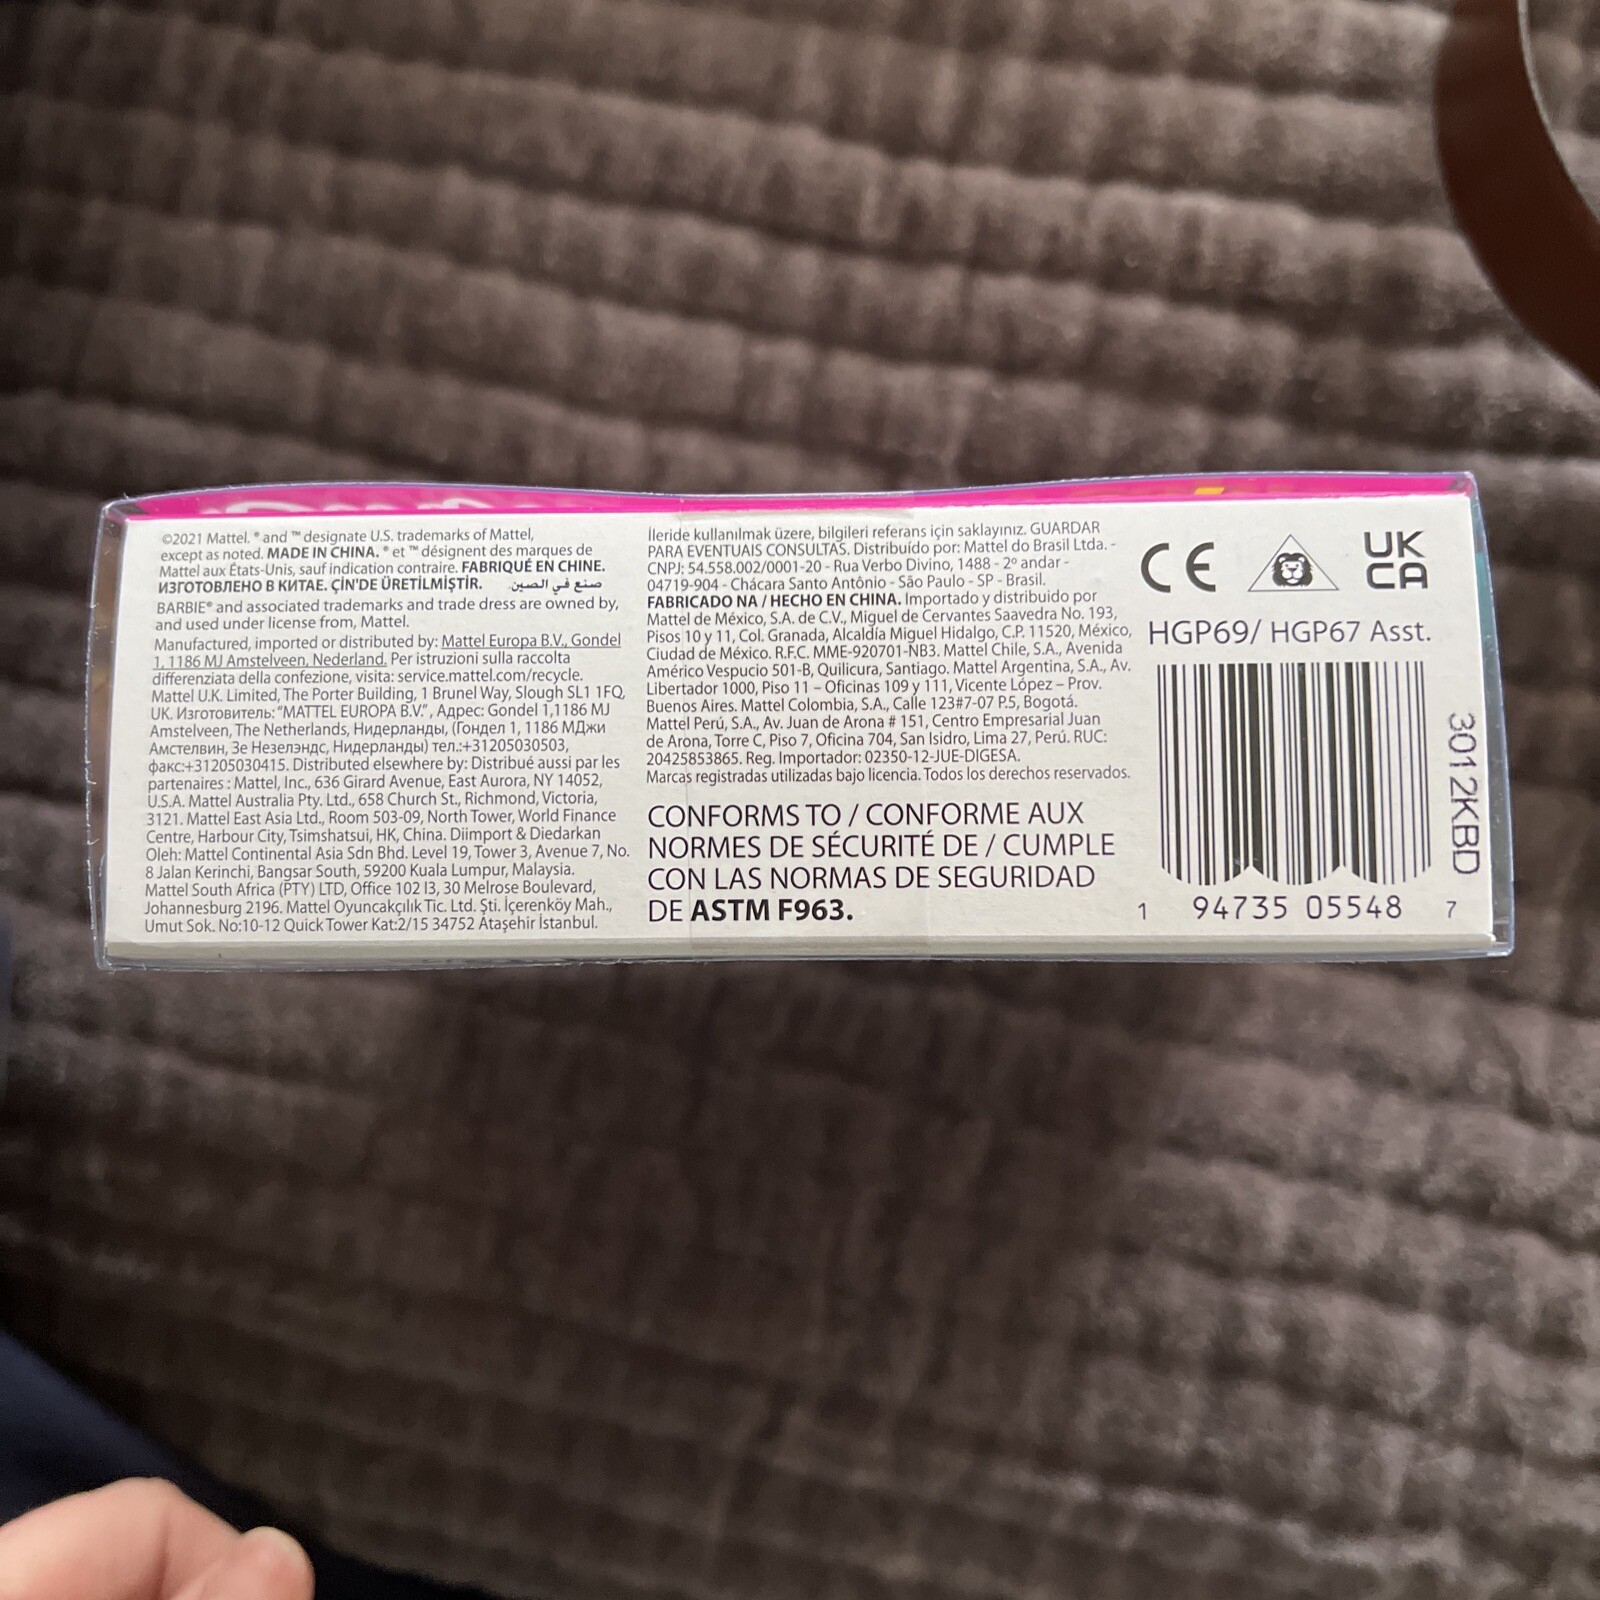 ©2021 Mattel. ® and ™ designate U.S. trademarks of Mattel,
except as noted. MADE IN CHINA. ® et ™ désignent des marques de
Mattel aux États-Unis, sauf indication contraire. FABRIQUÉ EN CHINE.
ИЗГОТОВЛЕНО В КИТАЕ. ÇİN'DE ÜRETİLMİŞTİR. صنع في الصين
BARBIE® and associated trademarks and trade dress are owned by,
and used under license from, Mattel.
Manufactured, imported or distributed by: Mattel Europa B.V., Gondel
1, 1186 MJ Amstelveen, Nederland. Per istruzioni sulla raccolta
differenziata della confezione, visita: service.mattel.com/recycle.
Mattel U.K. Limited, The Porter Building, 1 Brunel Way, Slough SL1 1FQ,
UK. Изготовитель: "MATTEL EUROPA B.V.", Адрес: Gondel 1,1186 MJ
Amstelveen, The Netherlands, Нидерланды, (Гондел 1, 1186 МДжи
Амстелвин, Зе Незелэндс, Нидерланды) тел.:+31205030503,
факс:+31205030415. Distributed elsewhere by: Distribué aussi par les
partenaires : Mattel, Inc., 636 Girard Avenue, East Aurora, NY 14052,
U.S.A. Mattel Australia Pty. Ltd., 658 Church St., Richmond, Victoria,
3121. Mattel East Asia Ltd., Room 503-09, North Tower, World Finance
Centre, Harbour City, Tsimshatsui, HK, China. Diimport & Diedarkan
Oleh: Mattel Continental Asia Sdn Bhd. Level 19, Tower 3, Avenue 7, No.
8 Jalan Kerinchi, Bangsar South, 59200 Kuala Lumpur, Malaysia.
Mattel South Africa (PTY) LTD, Office 102 I3, 30 Melrose Boulevard,
Johannesburg 2196. Mattel Oyuncakçılık Tic. Ltd. Şti. İçerenköy Mah.,
Umut Sok. No:10-12 Quick Tower Kat:2/15 34752 Ataşehir İstanbul.
İleride kullanılmak üzere, bilgileri referans için saklayınız. GUARDAR
PARA EVENTUAIS CONSULTAS. Distribuído por: Mattel do Brasil Ltda. -
CNPJ: 54.558.002/0001-20 - Rua Verbo Divino, 1488 - 2º andar -
04719-904 - Chácara Santo Antônio - São Paulo - SP - Brasil.
FABRICADO NA / HECHO EN CHINA. Importado y distribuido por
Mattel de México, S.A. de C.V., Miguel de Cervantes Saavedra No. 193,
Pisos 10 y 11, Col. Granada, Alcaldía Miguel Hidalgo, C.P. 11520, México,
Ciudad de México. R.F.C. MME-920701-NB3. Mattel Chile, S.A., Avenida
Américo Vespucio 501-B, Quilicura, Santiago. Mattel Argentina, S.A., Av.
Libertador 1000, Piso 11 – Oficinas 109 y 111, Vicente López – Prov.
Buenos Aires. Mattel Colombia, S.A., Calle 123#7-07 P.5, Bogotá.
Mattel Perú, S.A., Av. Juan de Arona # 151, Centro Empresarial Juan
de Arona, Torre C, Piso 7, Oficina 704, San Isidro, Lima 27, Perú. RUC:
20425853865. Reg. Importador: 02350-12-JUE-DIGESA.
Marcas registradas utilizadas bajo licencia. Todos los derechos reservados.
CONFORMS TO / CONFORME AUX
NORMES DE SÉCURITÉ DE / CUMPLE
CON LAS NORMAS DE SEGURIDAD
DE ASTM F963.
CE
UK
CA
HGP69/ HGP67 Asst.
3012KBD
1 94735 05548 7